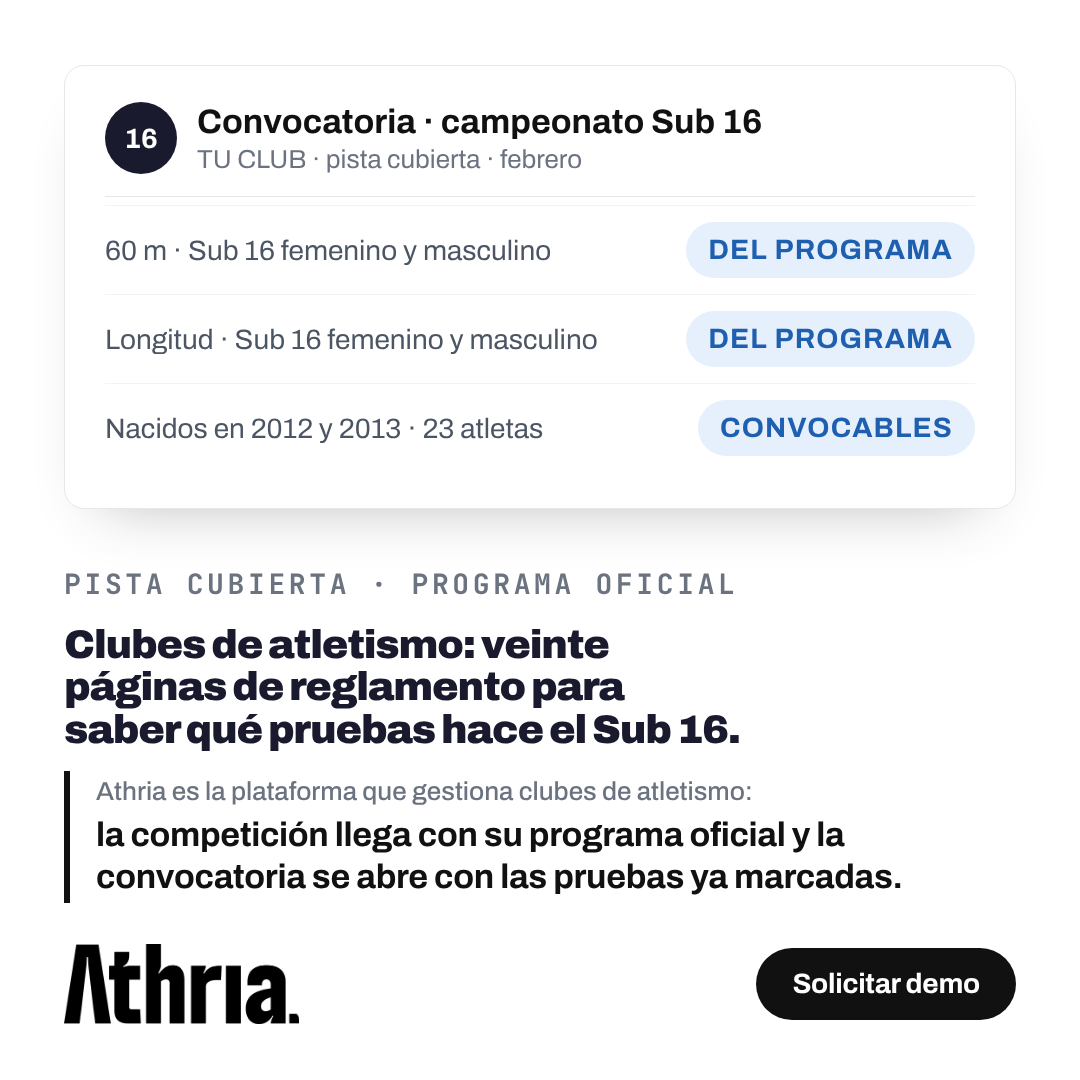 16
Convocatoria · campeonato Sub 16
TU CLUB · pista cubierta · febrero
60 m · Sub 16 femenino y masculino
DEL PROGRAMA
Longitud · Sub 16 femenino y masculino
DEL PROGRAMA
Nacidos en 2012 y 2013 · 23 atletas
CONVOCABLES
PISTA CUBIERTA · PROGRAMA OFICIAL
Clubes de atletismo: veinte
páginas de reglamento para
saber qué pruebas hace el Sub 16.
Athria es la plataforma que gestiona clubes de atletismo:
la competición llega con su programa oficial y la
convocatoria se abre con las pruebas ya marcadas.
Athria.
Solicitar demo